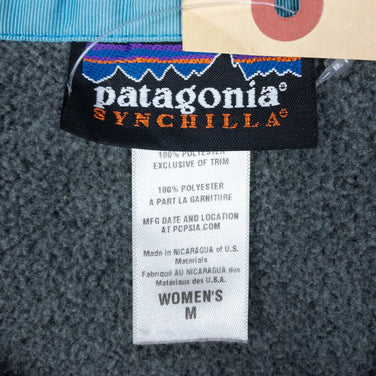 patagonia®
SYNCHILLA®
100% POLYESTER
EXCLUSIVE OF TRIM
100% POLYESTER
A PART LA GARNITURE
MFG DATE AND LOCATION
AT PCPSIA.COM
Made in NICARAGUA of U.S.
Materials
Fabriqué AU NICARAGUA des
Matériaux des U.S.A.
WOMEN'S
M